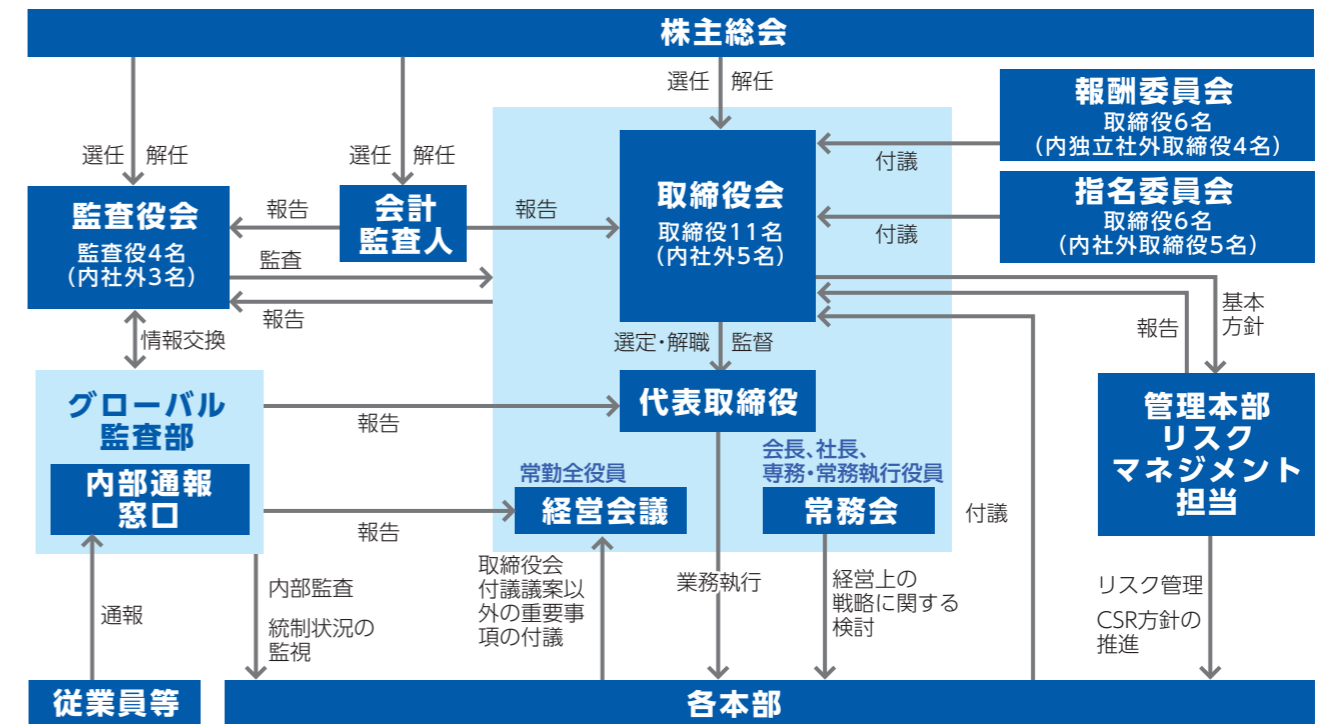 株主総会
選任 解任
報酬委員会
取締役6名
（内独立社外取締役4名）
選任 解任
選任 解任
付議
監査役会
監査役4名
（内社外3名）
報告
会計
監査人
報告
取締役会
取締役11名
（内社外5名）
指名委員会
取締役6名
（内社外取締役5名）
付議
監査
報告
基本
方針
報告
情報交換
選定・解職 監督
グローバル
監査部
報告
代表取締役
管理本部
リスク
マネジメント
担当
内部通報
窓口
報告
常勤全役員
経営会議
会長、社長、
専務・常務執行役員
常務会
付議
通報
内部監査
統制状況の
監視
取締役会
付議議案以
外の重要事
項の付議
業務執行
経営上の
戦略に関する
検討
リスク管理
CSR方針の
推進
従業員等
各本部